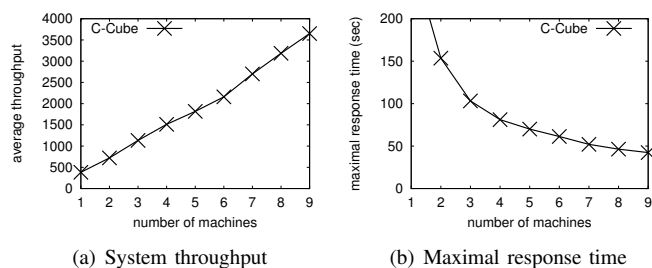 C-Cube
4000
3500
3000
2500
2000
1500
1000
500
0
average throughput
1 2 3 4 5 6 7 8 9
number of machines
(a) System throughput
C-Cube
200
150
100
50
0
maximal response time (sec)
1 2 3 4 5 6 7 8 9
number of machines
(b) Maximal response time